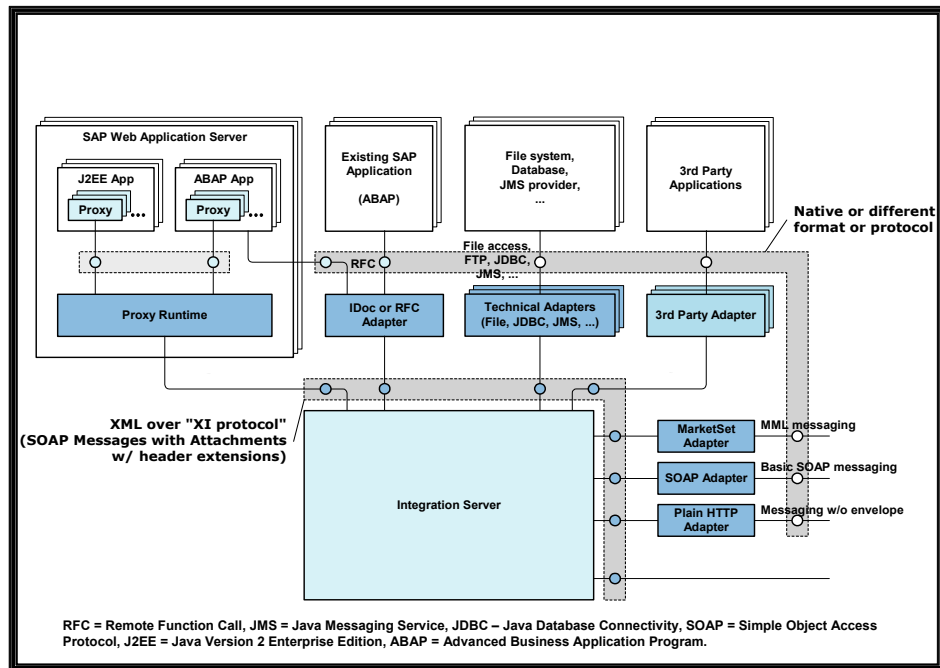 SAP Web Application Server
J2EE App
Proxy
...
ABAP App
Proxy
...
Existing SAP
Application
(ABAP)
File system,
Database,
JMS provider,
...
3rd Party
Applications
Native or different
format or protocol
RFC
File access,
FTP, JDBC,
JMS, ...
Proxy Runtime
IDoc or RFC
Adapter
Technical Adapters
(File, JDBC, JMS, ...)
3rd Party Adapter
XML over "XI protocol"
(SOAP Messages with Attachments
w/ header extensions)
Integration Server
MarketSet
Adapter
MML messaging
SOAP Adapter
Basic SOAP messaging
Plain HTTP
Adapter
Messaging w/o envelope
RFC = Remote Function Call, JMS = Java Messaging Service, JDBC – Java Database Connectivity, SOAP = Simple Object Access
Protocol, J2EE = Java Version 2 Enterprise Edition, ABAP = Advanced Business Application Program.